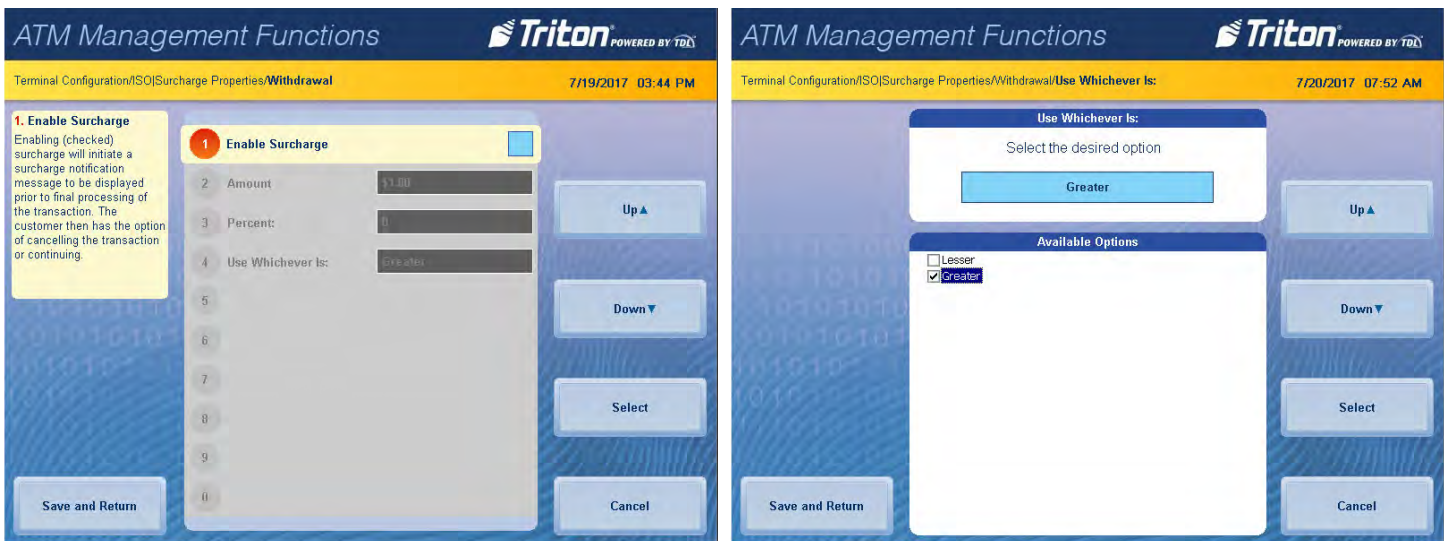 ATM Management Functions
Triton POWERED BY TDL
Terminal Configuration/ISO|Surcharge Properties/Withdrawal
7/19/2017 03:44 PM
1. Enable Surcharge
Enabling (checked)
surcharge will initiate a
surcharge notification
message to be displayed
prior to final processing of
the transaction. The
customer then has the option
of cancelling the transaction
or continuing.
1 Enable Surcharge
2 Amount $1.00
3 Percent: 0
4 Use Whichever Is: Greater
5
6
7
8
9
0
Up▲
Down▼
Select
Save and Return
Cancel
ATM Management Functions
Triton POWERED BY TDL
Terminal Configuration/ISO|Surcharge Properties/Withdrawal/Use Whichever Is:
7/20/2017 07:52 AM
Use Whichever Is:
Select the desired option
Greater
Available Options
Lesser
Greater
Up▲
Down▼
Select
Save and Return
Cancel